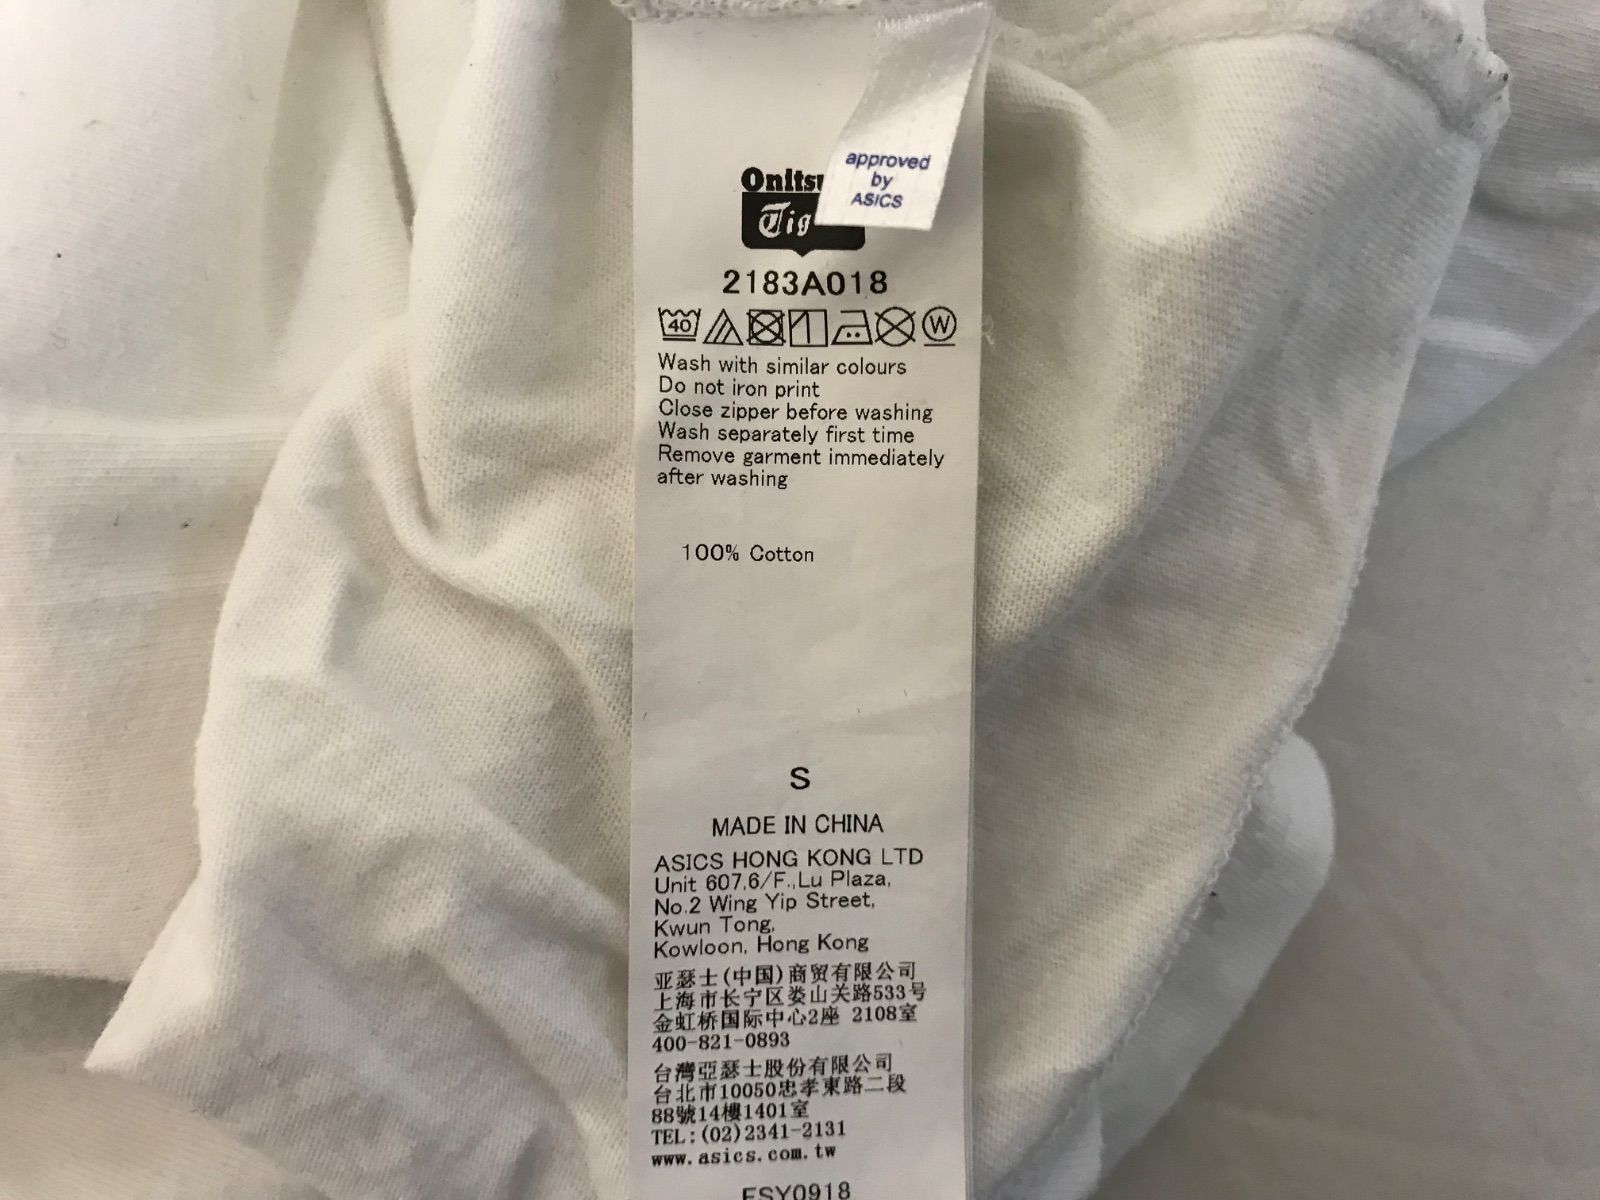 approved
by
ASICS
2183A018
40
W
Wash with similar colours
Do not iron print
Close zipper before washing
Wash separately first time
Remove garment immediately
after washing
100% Cotton
S
MADE IN CHINA
ASICS HONG KONG LTD
Unit 607,6/F.,Lu Plaza,
No.2 Wing Yip Street,
Kwun Tong,
Kowloon, Hong Kong
亚瑟士(中国)商贸有限公司
上海市长宁区娄山关路533号
金虹桥国际中心2座 2108室
400-821-0893
台灣亞瑟士股份有限公司
台北市10050忠孝東路二段
88號14樓1401室
TEL:(02)2341-2131
www.asics.com.tw
FSY0918